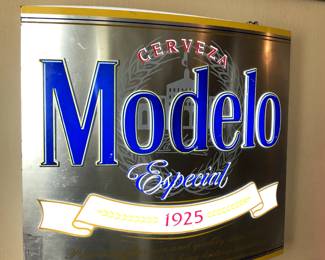 CERVEZA
Modelo
Especial
1925